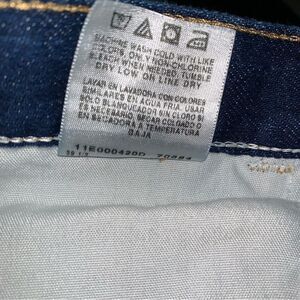 MACHINE WASH COLD WITH LIKE
COLORS, ONLY NON-CHLORINE
BLEACH WHEN NEEDED, TUMBLE
DRY LOW OR LINE DRY
LAVAR EN LAVADORA CON COLORES
SIMILARES EN AGUA FRIA. USAR
SOLO BLANQUEADOR SIN CLORO SI
ES NECESARIO, SECAR COLGADO O
EN SECADORA A TEMPERATURA
BAJA
11E000420D